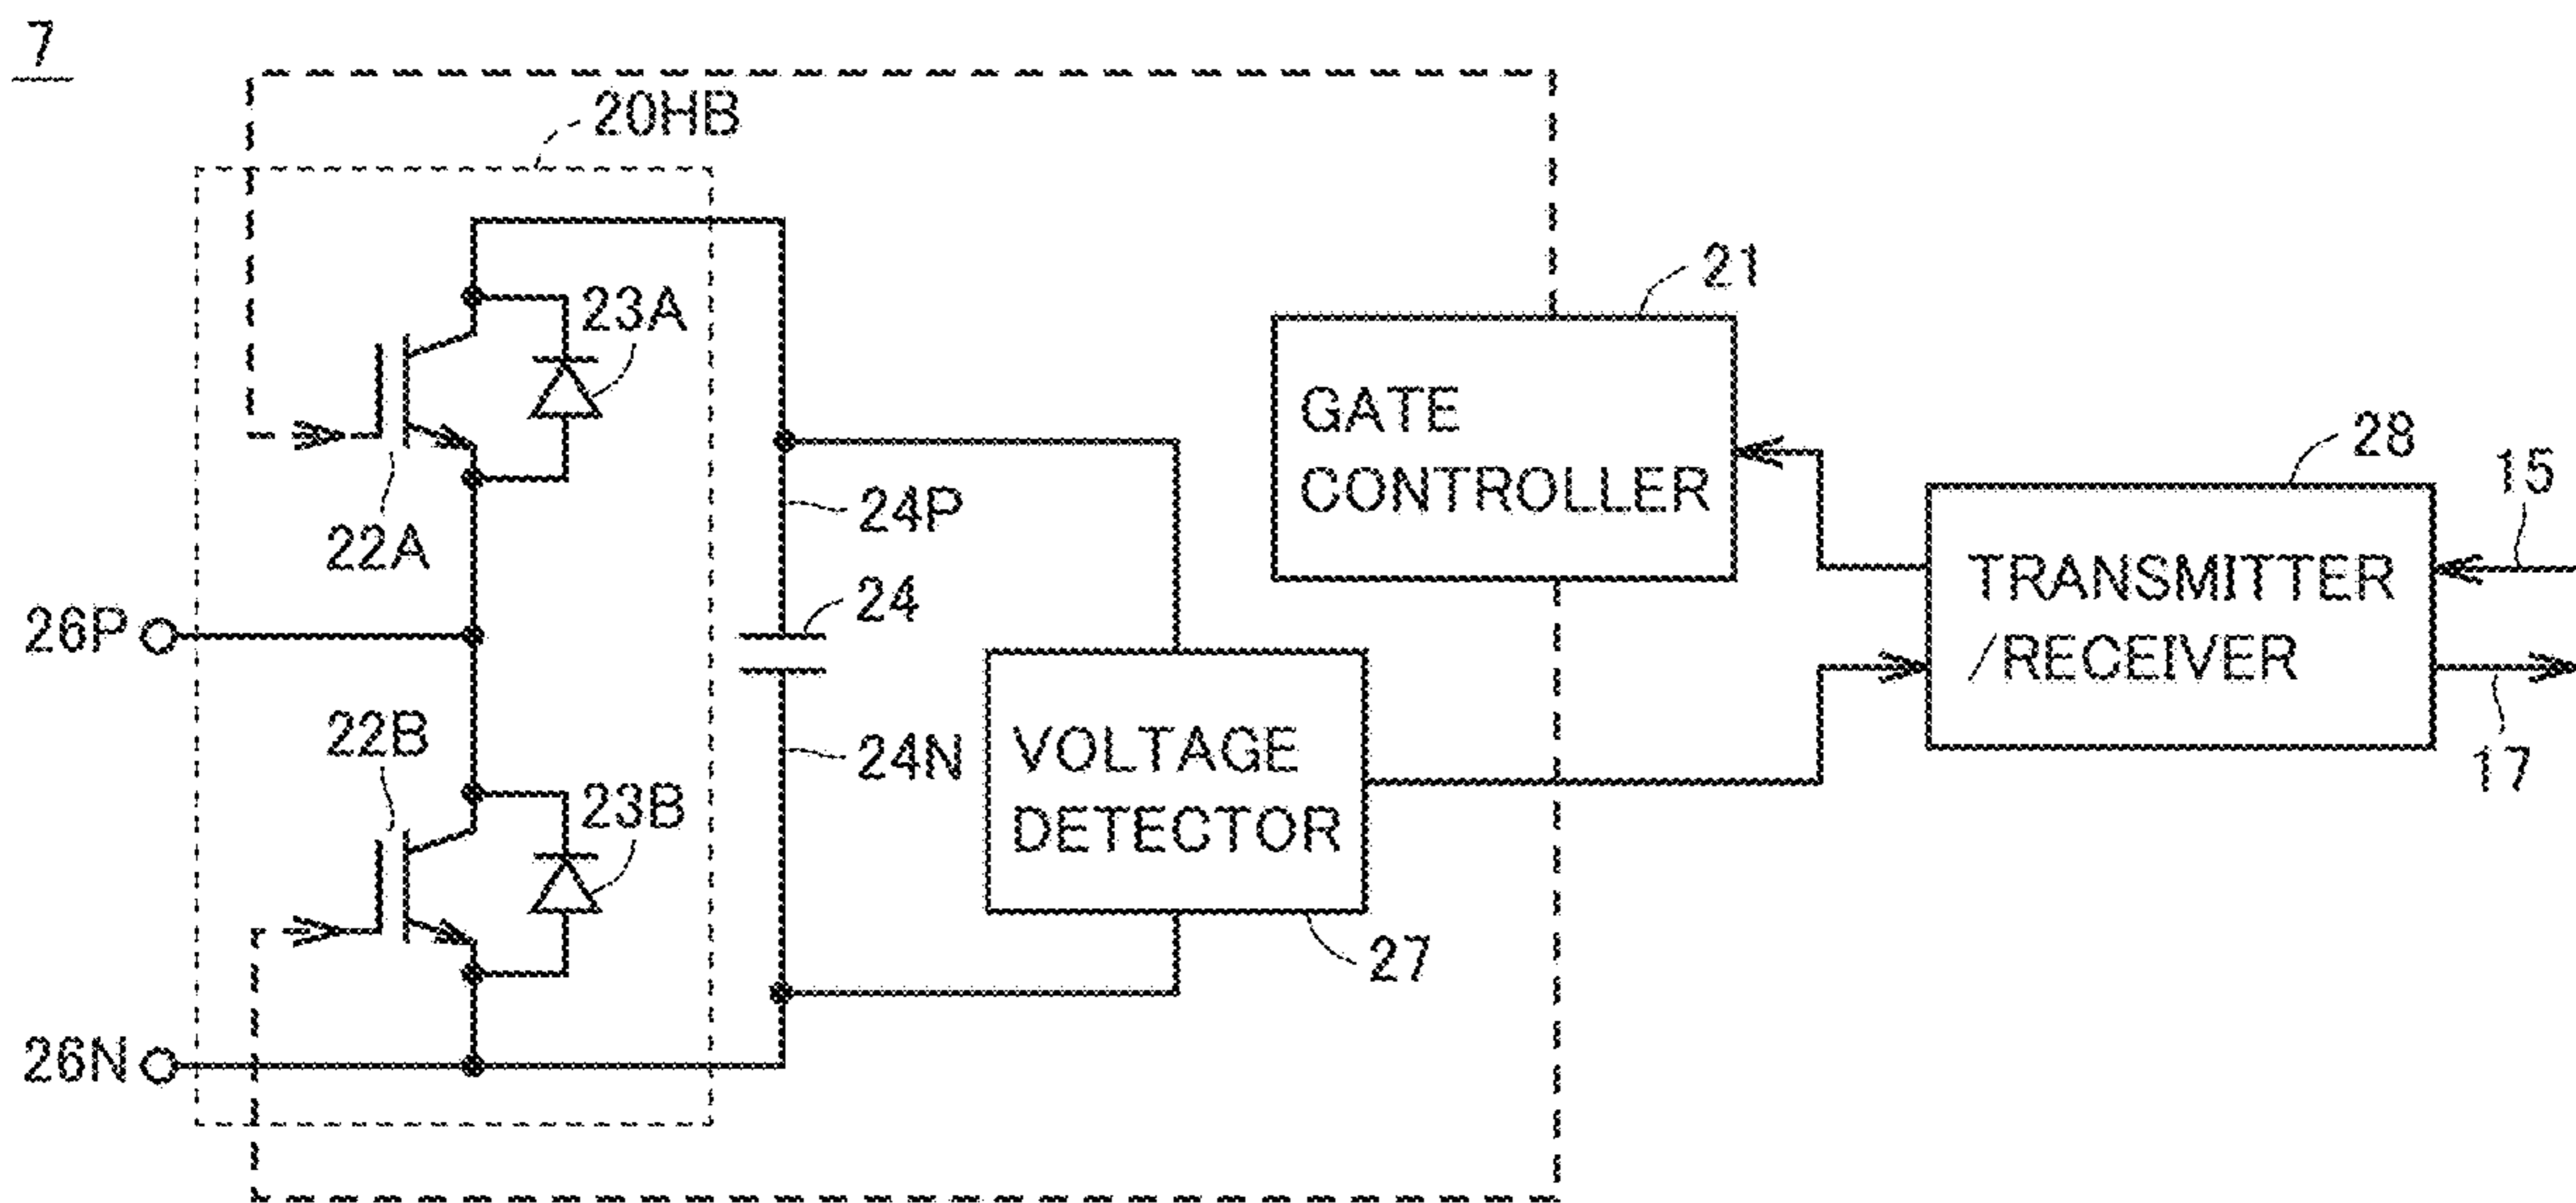 7
20HB
21
23A
GATE
CONTROLLER
28
15
24P
22A
24
TRANSMITTER
/RECEIVER
26P
22B
24N
VOLTAGE
DETECTOR
17
23B
27
26N